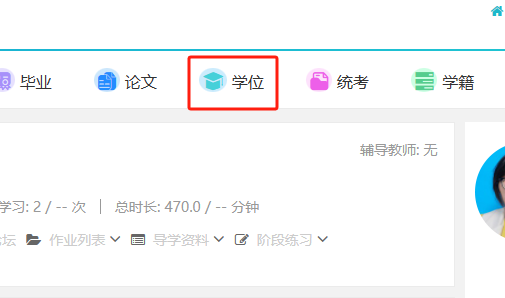 毕业 论文 学位 统考 学籍
辅导教师: 无
学习: 2 / -- 次 | 总时长: 470.0 / -- 分钟
坛 作业列表 导学资料 阶段练习